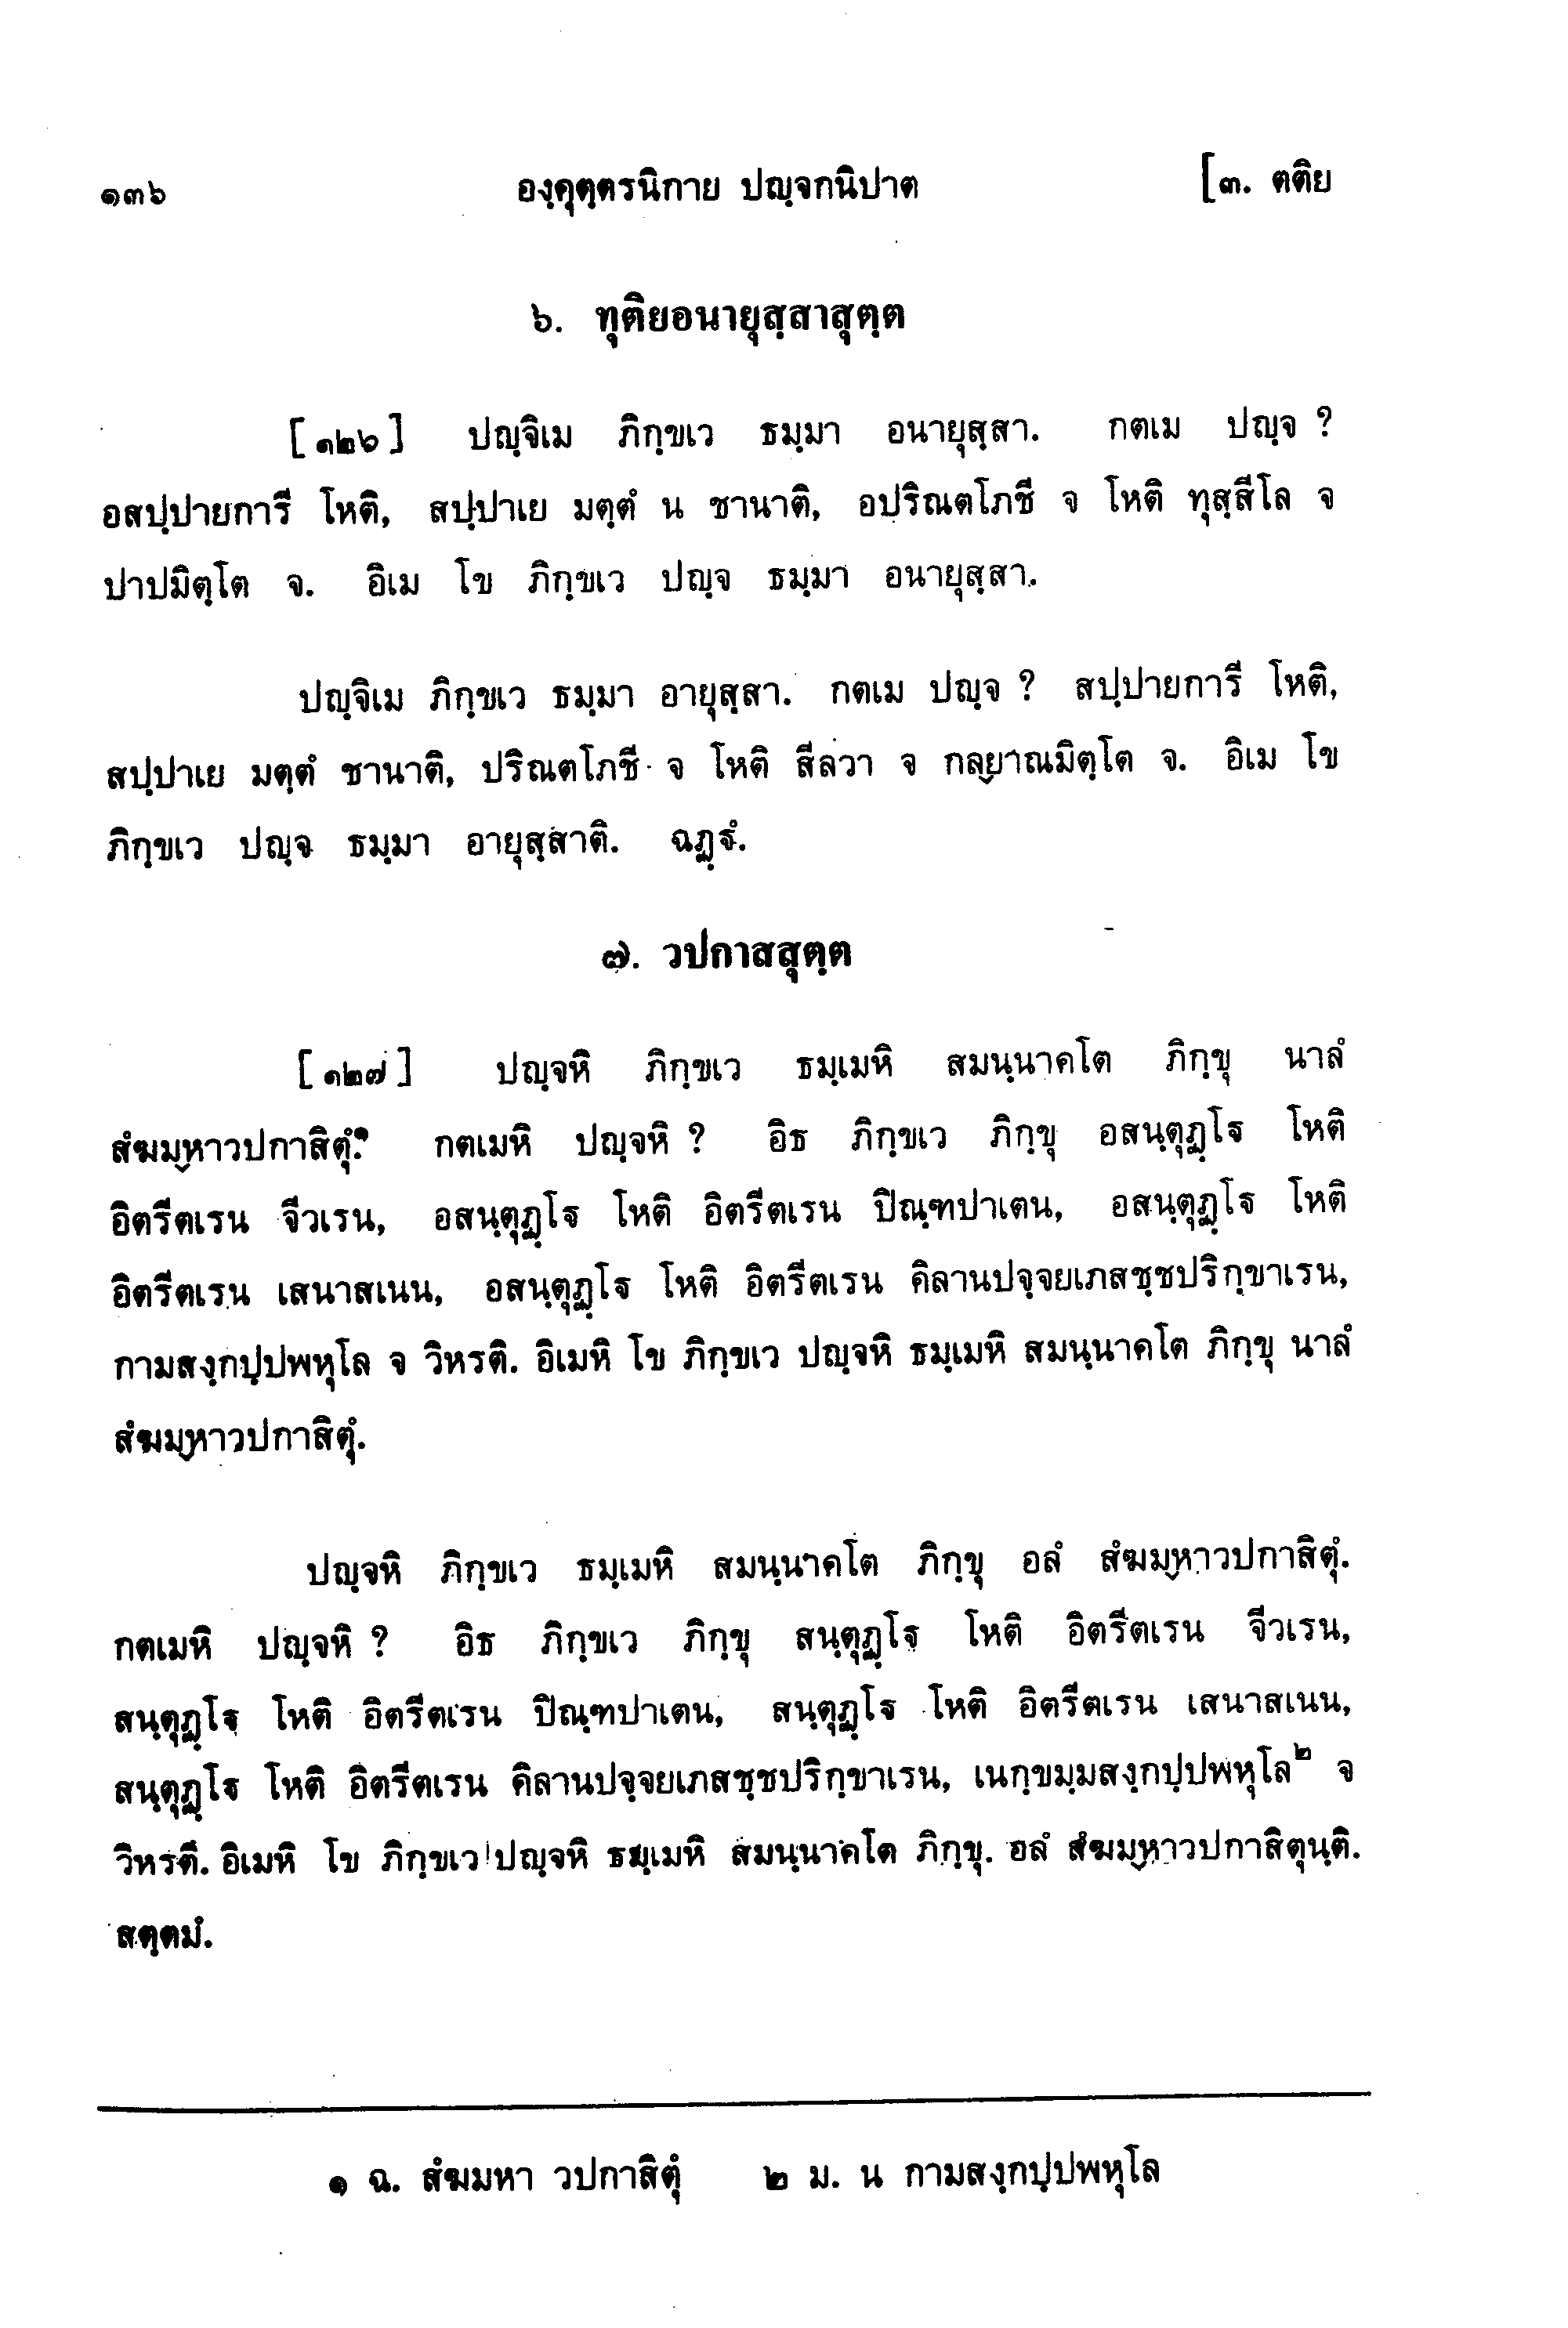 ๑๓๖ องฺคุตฺตรนิกาย ปญฺจกนิปาต [๓. ตติย
๖. ทุติยอนายุสฺสาสุตฺต
[๑๒๖] ปญฺจิเม ภิกฺขเว ธมฺมา อนายุสฺสา. กตเม ปญฺจ ?
อสปฺปายการี โหติ, สปฺปาเย มตฺตํ น ชานาติ, อปริณตโภชี จ โหติ ทุสฺสีโล จ
ปาปมิตฺโต จ. อิเม โข ภิกฺขเว ปญฺจ ธมฺมา อนายุสฺสา.
ปญฺจิเม ภิกฺขเว ธมฺมา อายุสฺสา. กตเม ปญฺจ ? สปฺปายการี โหติ,
สปฺปาเย มตฺตํ ชานาติ, ปริณตโภชี จ โหติ สีลวา จ กลฺยาณมิตฺโต จ. อิเม โข
ภิกฺขเว ปญฺจ ธมฺมา อายุสฺสาติ. ฉฏฺฐํ.
๗. วปกาสสุตฺต
[๑๒๗] ปญฺจหิ ภิกฺขเว ธมฺเมหิ สมนฺนาคโต ภิกฺขุ นาลํ
สํฆมฺหาวปกาสิตุํ.๑ กตเมหิ ปญฺจหิ ? อิธ ภิกฺขเว ภิกฺขุ อสนฺตุฏฺโฐ โหติ
อิตรีตเรน จีวเรน, อสนฺตุฏฺโฐ โหติ อิตรีตเรน ปิณฺฑปาเตน, อสนฺตุฏฺโฐ โหติ
อิตรีตเรน เสนาสเนน, อสนฺตุฏฺโฐ โหติ อิตรีตเรน คิลานปจฺจยเภสชฺชปริกฺขาเรน,
กามสงฺกปฺปพหุโล จ วิหรติ. อิเมหิ โข ภิกฺขเว ปญฺจหิ ธมฺเมหิ สมนฺนาคโต ภิกฺขุ นาลํ
สํฆมฺหาวปกาสิตุํ.
ปญฺจหิ ภิกฺขเว ธมฺเมหิ สมนฺนาคโต ภิกฺขุ อลํ สํฆมฺหาวปกาสิตุํ.
กตเมหิ ปญฺจหิ ? อิธ ภิกฺขเว ภิกฺขุ สนฺตุฏฺโฐ โหติ อิตรีตเรน จีวเรน,
สนฺตุฏฺโฐ โหติ อิตรีตเรน ปิณฺฑปาเตน, สนฺตุฏฺโฐ โหติ อิตรีตเรน เสนาสเนน,
สนฺตุฏฺโฐ โหติ อิตรีตเรน คิลานปจฺจยเภสชฺชปริกฺขาเรน, เนกฺขมฺมสงฺกปฺปพหุโล๒ จ
วิหรติ. อิเมหิ โข ภิกฺขเว ปญฺจหิ ธมฺเมหิ สมนฺนาคโต ภิกฺขุ. อลํ สํฆมฺหาวปกาสิตุนฺติ.
สตฺตมํ.
๑ ฉ. สํฆมหา วปกาสิตุํ ๒ ม. น กามสงฺกปฺปพหุโล